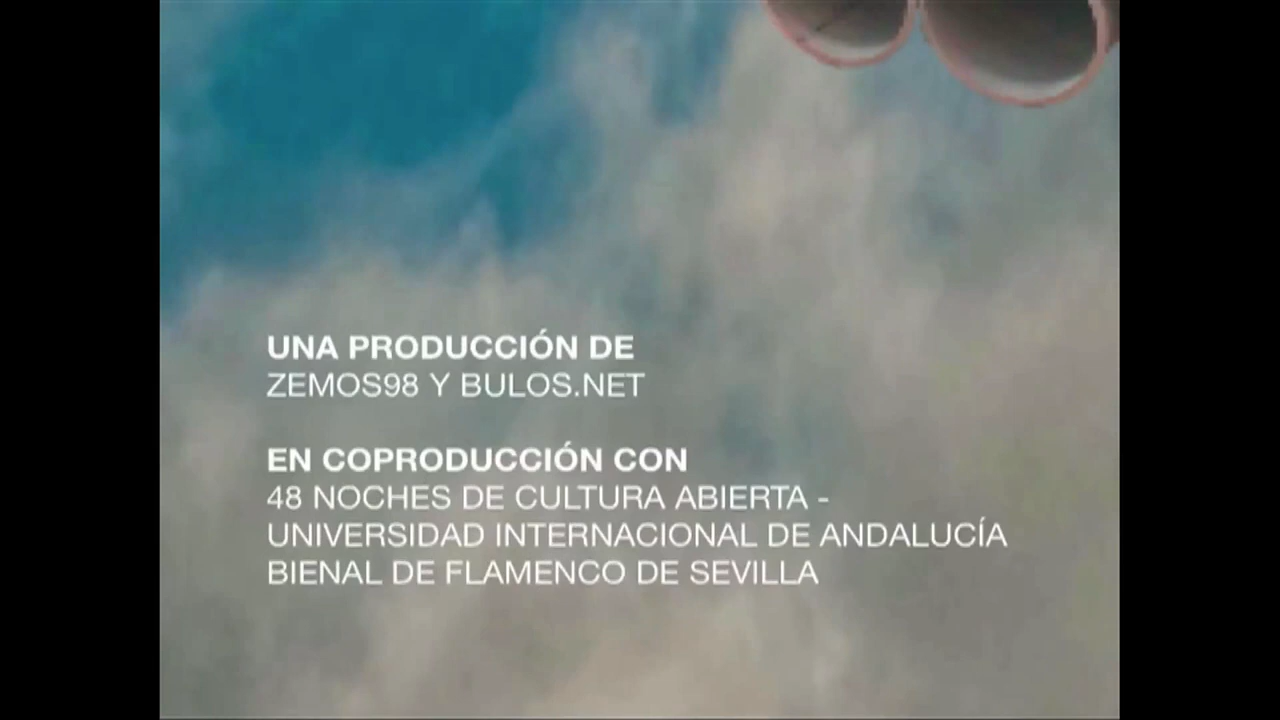 UNA PRODUCCIÓN DE
ZEMOS98 Y BULOS.NET
EN COPRODUCCIÓN CON
48 NOCHES DE CULTURA ABIERTA -
UNIVERSIDAD INTERNACIONAL DE ANDALUCÍA
BIENAL DE FLAMENCO DE SEVILLA